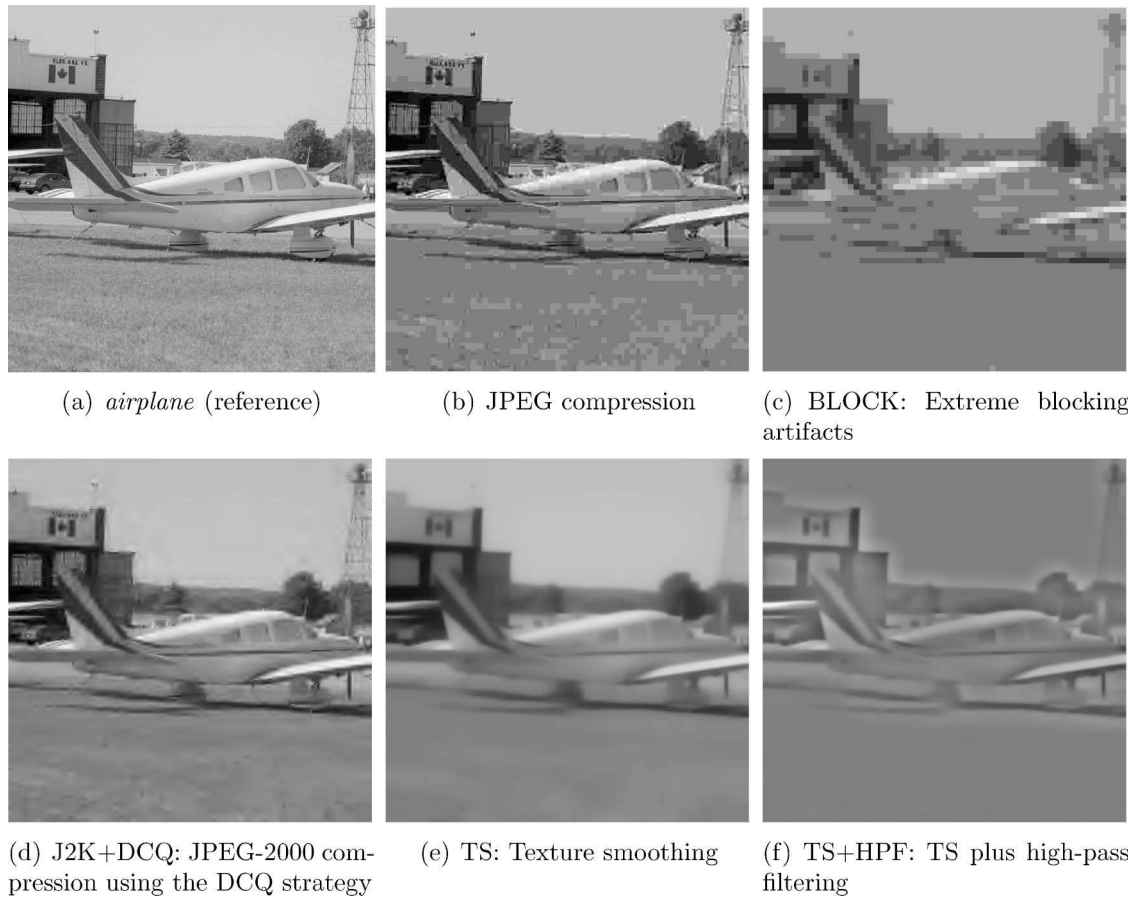 (a) airplane (reference)
(b) JPEG compression
(c) BLOCK: Extreme blocking
artifacts
(d) J2K+DCQ: JPEG-2000 com-
pression using the DCQ strategy
(e) TS: Texture smoothing
(f) TS+HPF: TS plus high-pass
filtering